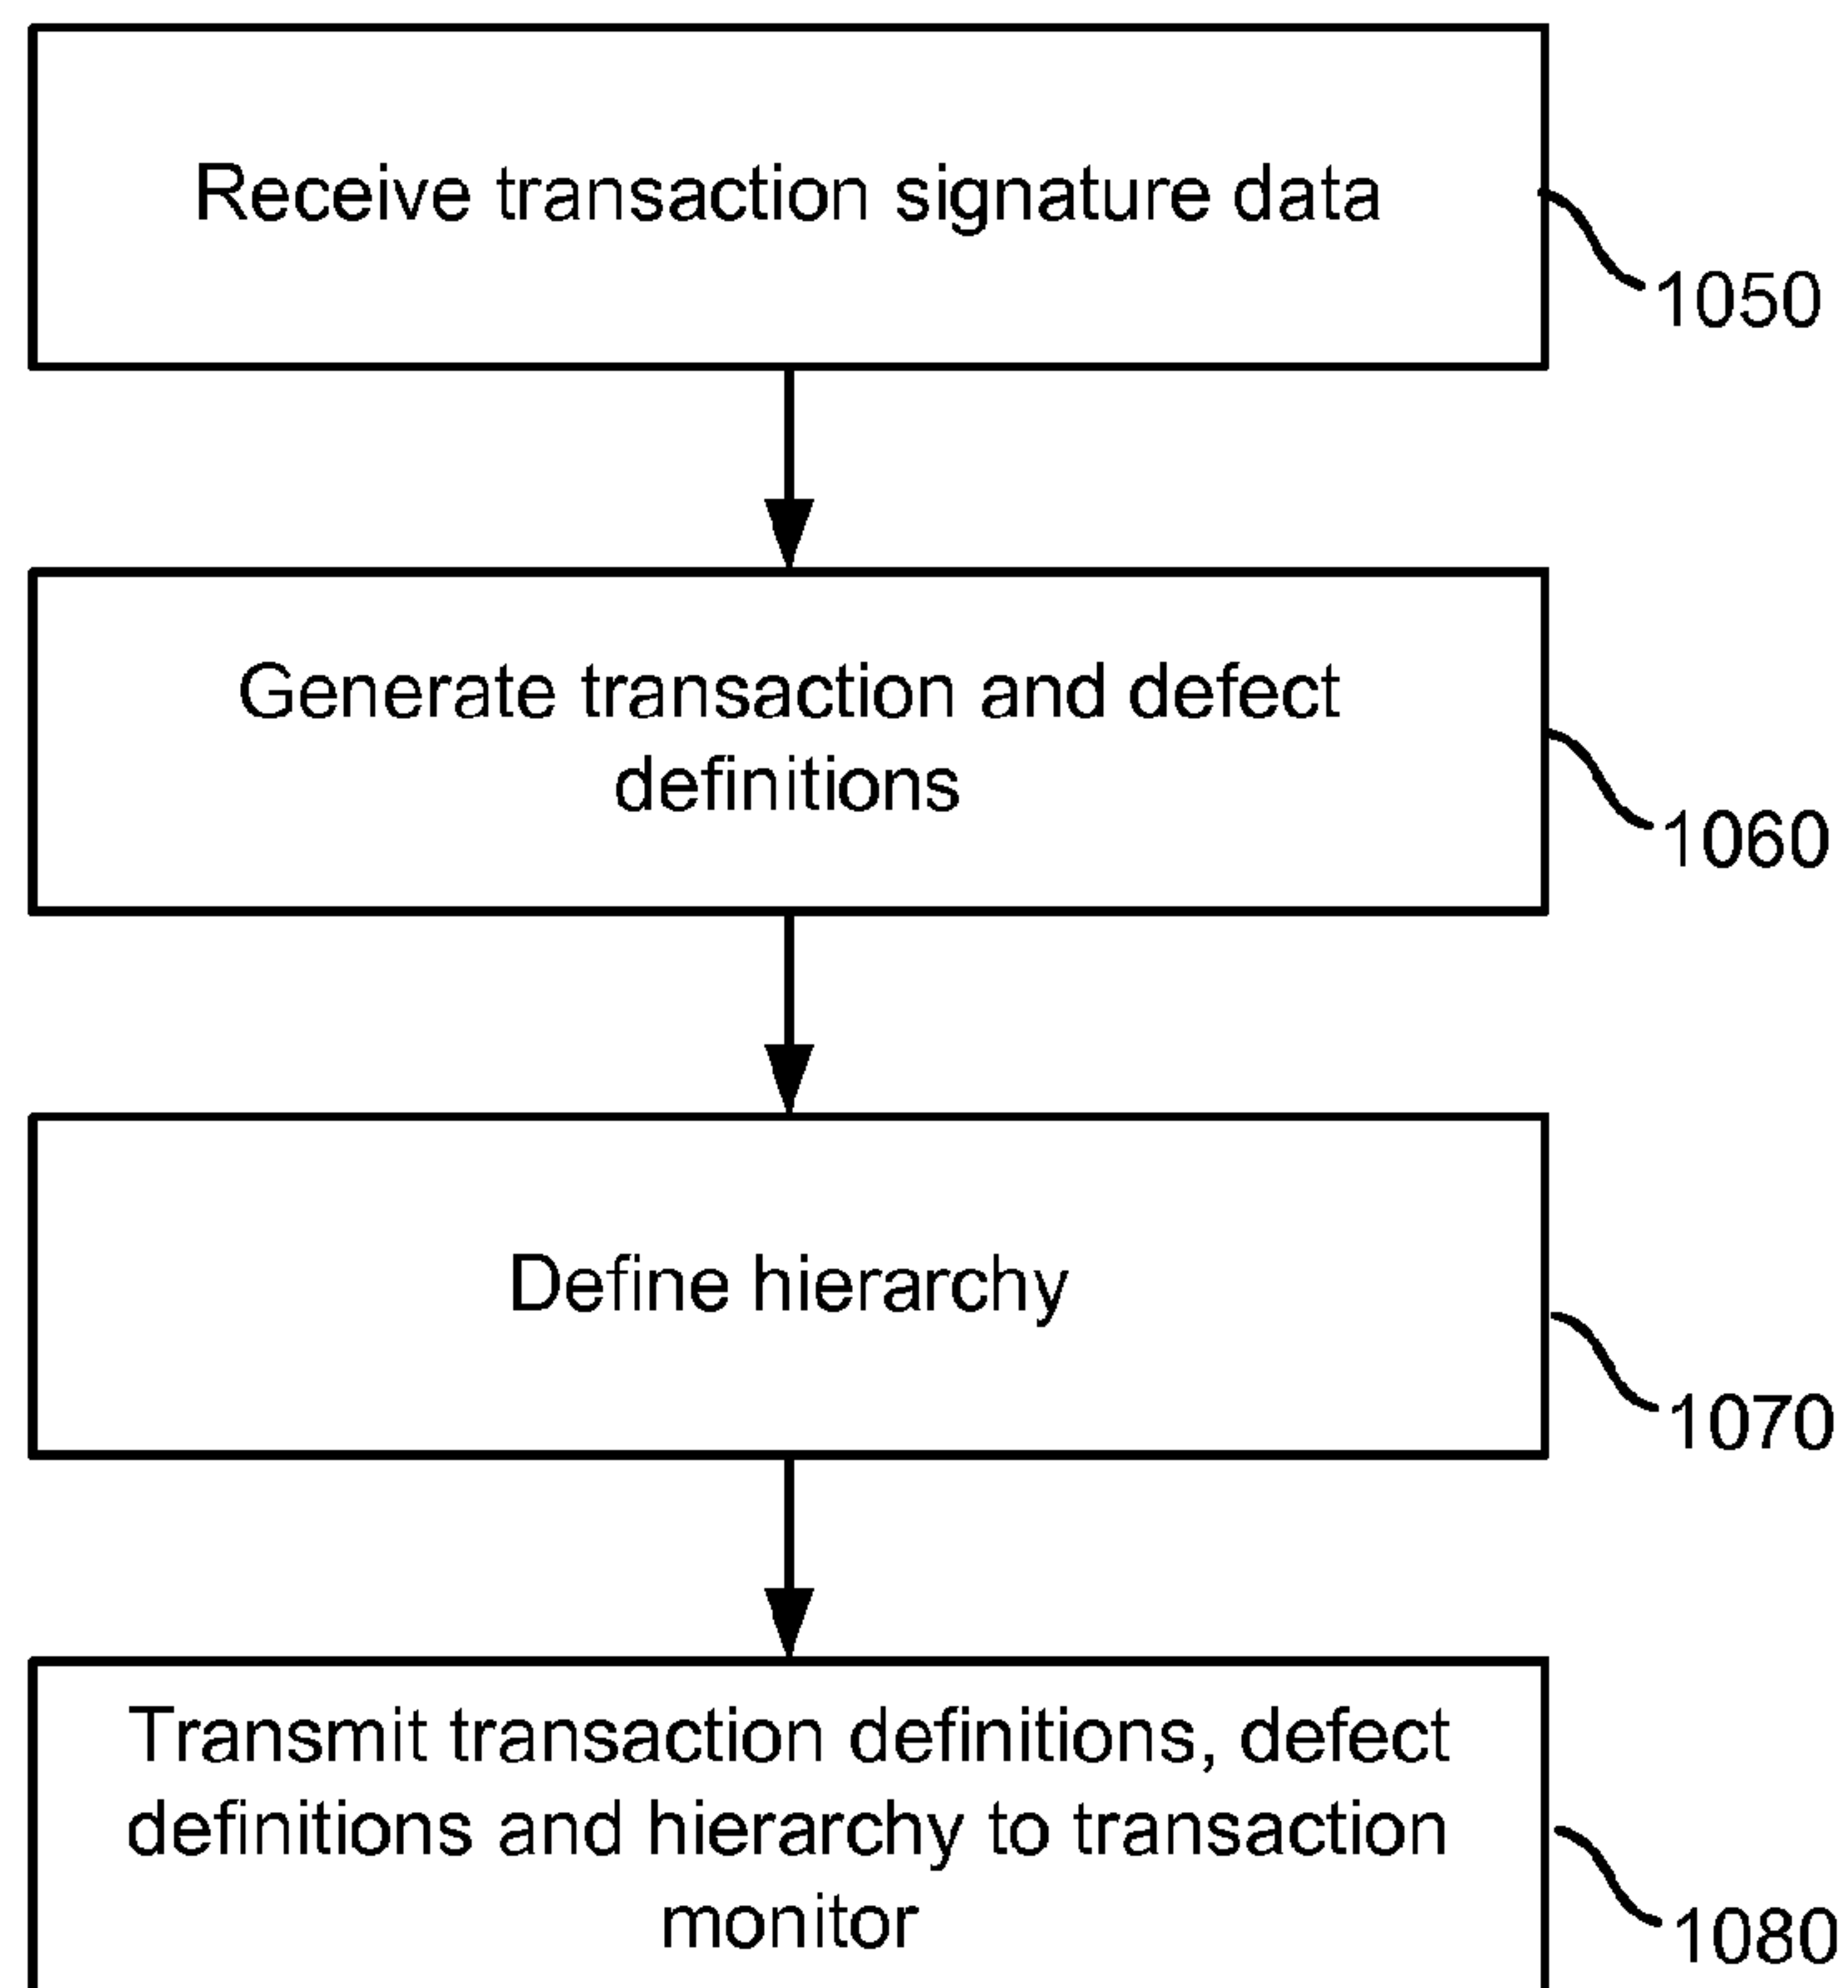 Receive transaction signature data
1050
Generate transaction and defect
definitions
1060
Define hierarchy
1070
Transmit transaction definitions, defect
definitions and hierarchy to transaction
monitor
1080